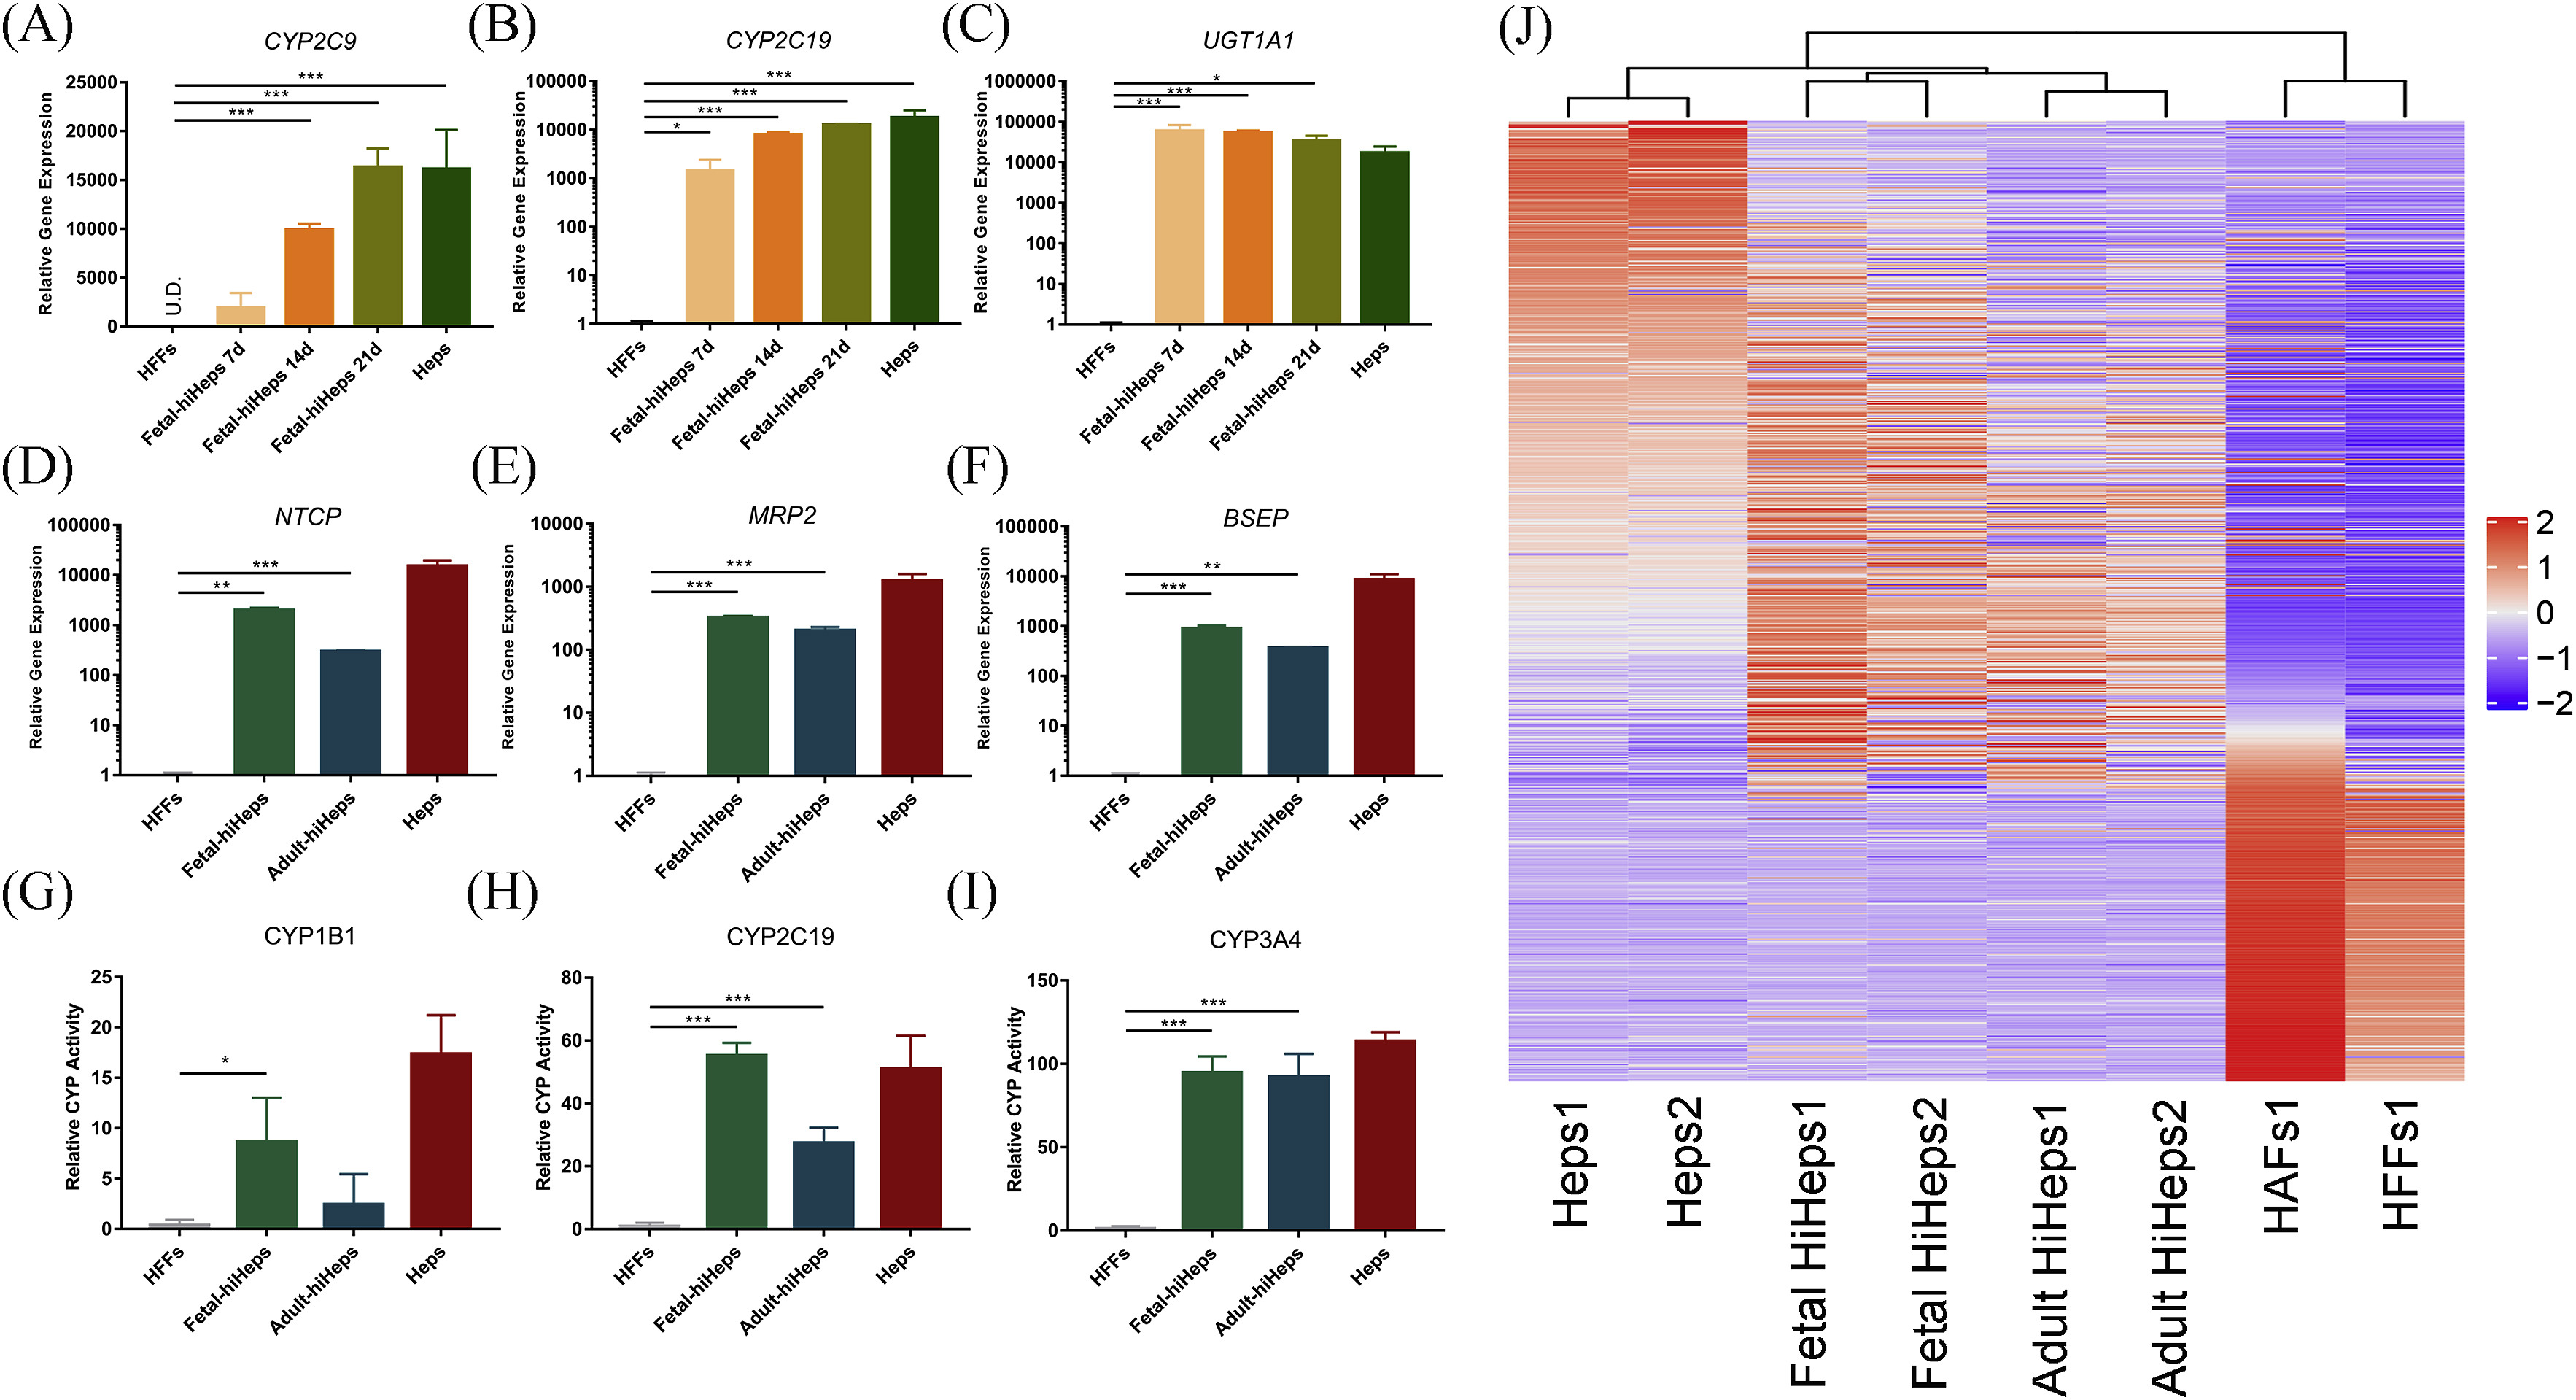 (A)
CYP2C9
Relative Gene Expression
25000
20000
15000
10000
5000
0
***
***
***
U.D.
HFFs
Fetal-hiHeps 7d
Fetal-hiHeps 14d
Fetal-hiHeps 21d
Heps
(B)
CYP2C19
Relative Gene Expression
100000
10000
1000
100
10
1
***
***
***
*
HFFs
Fetal-hiHeps 7d
Fetal-hiHeps 14d
Fetal-hiHeps 21d
Heps
(C)
UGT1A1
Relative Gene Expression
1000000
100000
10000
1000
100
10
1
*
***
***
HFFs
Fetal-hiHeps 7d
Fetal-hiHeps 14d
Fetal-hiHeps 21d
Heps
(D)
NTCP
Relative Gene Expression
100000
10000
1000
100
10
1
***
**
HFFs
Fetal-hiHeps
Adult-hiHeps
Heps
(E)
MRP2
Relative Gene Expression
10000
1000
100
10
1
***
***
HFFs
Fetal-hiHeps
Adult-hiHeps
Heps
(F)
BSEP
Relative Gene Expression
100000
10000
1000
100
10
1
**
***
HFFs
Fetal-hiHeps
Adult-hiHeps
Heps
(G)
CYP1B1
Relative CYP Activity
25
20
15
10
5
0
*
HFFs
Fetal-hiHeps
Adult-hiHeps
Heps
(H)
CYP2C19
Relative CYP Activity
80
60
40
20
0
***
***
HFFs
Fetal-hiHeps
Adult-hiHeps
Heps
(I)
CYP3A4
Relative CYP Activity
150
100
50
0
***
***
HFFs
Fetal-hiHeps
Adult-hiHeps
Heps
(J)
2
1
0
−1
−2
Heps1
Heps2
Fetal HiHeps1
Fetal HiHeps2
Adult HiHeps1
Adult HiHeps2
HAFs1
HFFs1